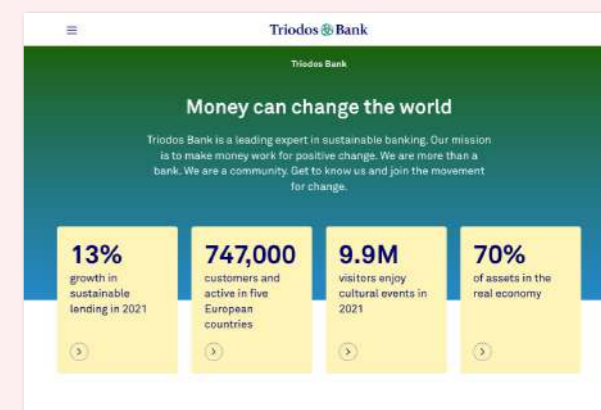 Triodos Bank
Triodos Bank
Money can change the world
Triodos Bank is a leading expert in sustainable banking. Our mission
is to make money work for positive change. We are more than a
bank. We are a community. Get to know us and join the movement
for change.
13%
growth in
sustainable
lending in 2021
747,000
customers and
active in five
European
countries
9.9M
visitors enjoy
cultural events in
2021
70%
of assets in the
real economy